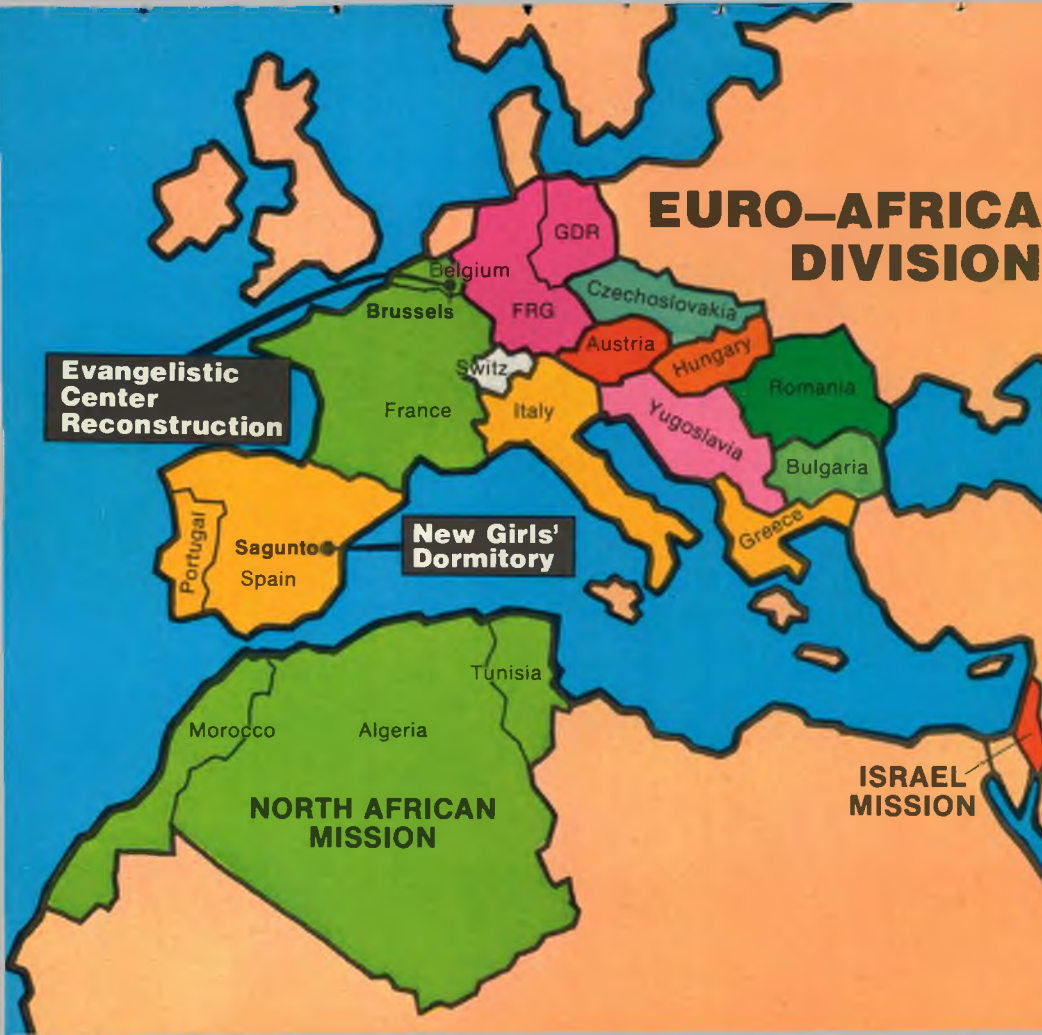 EURO–AFRICA
DIVISION
GDR
Belgium
Czechoslovakia
Brussels
FRG
Austria
Hungary
Switz
Romania
Evangelistic
Center
Reconstruction
France
Italy
Yugoslavia
Bulgaria
Portugal
Sagunto
Spain
New Girls'
Dormitory
Greece
Tunisia
Morocco
Algeria
NORTH AFRICAN
MISSION
ISRAEL
MISSION